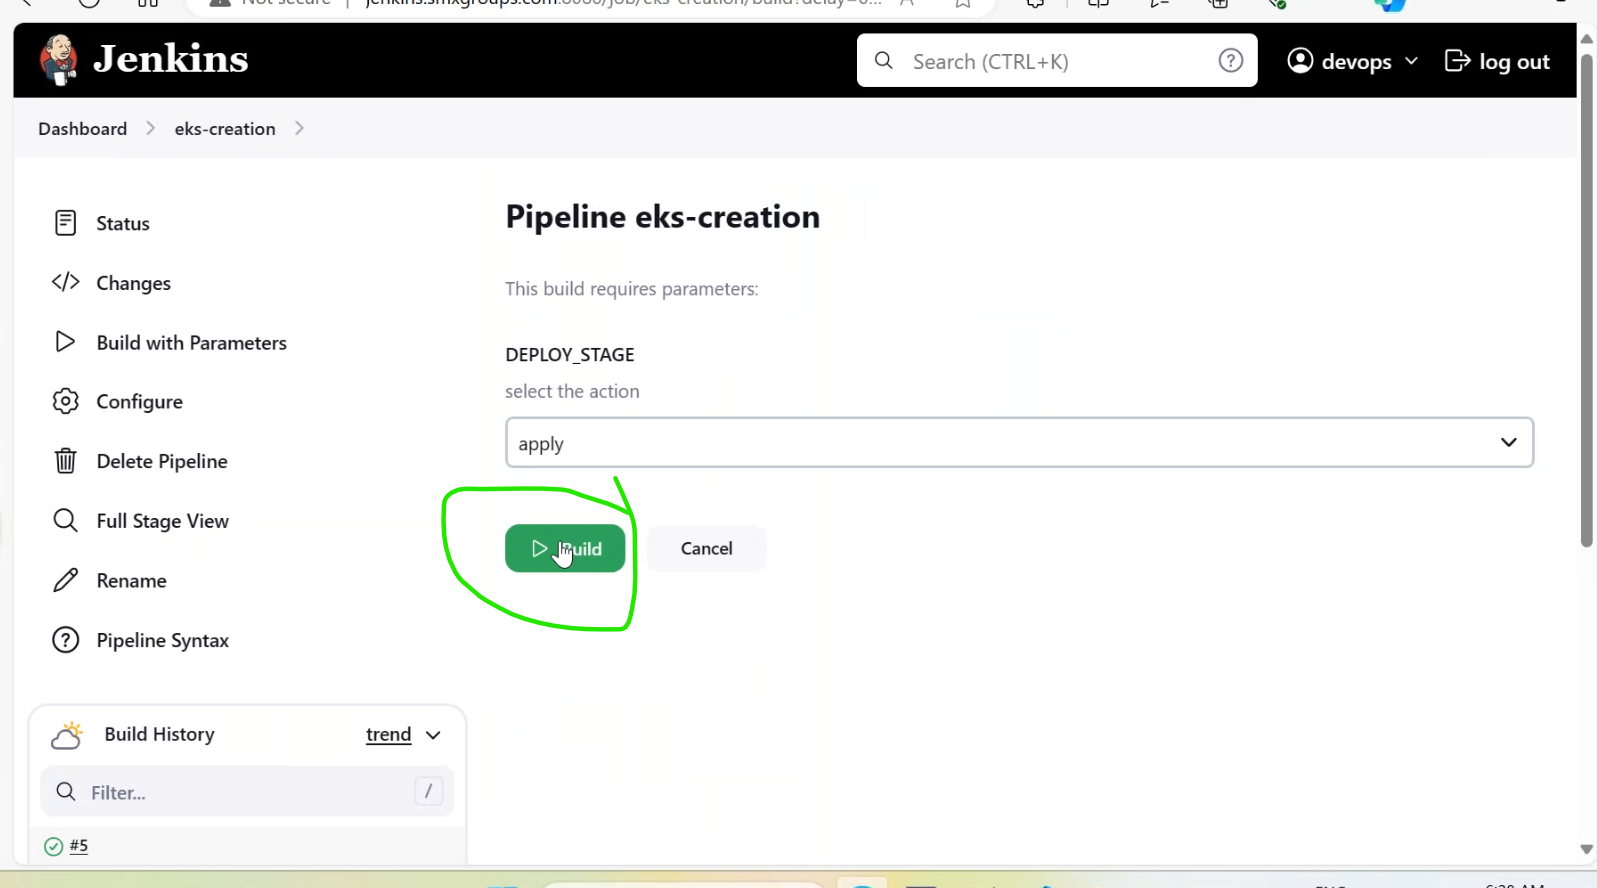 Not secure | jenkins.smxgroups.com:8080/job/eks-creation/build?delay=0...
Jenkins
Search (CTRL+K)
devops
log out
Dashboard
eks-creation
Status
Changes
Build with Parameters
Configure
Delete Pipeline
Full Stage View
Rename
Pipeline Syntax
Pipeline eks-creation
This build requires parameters:
DEPLOY_STAGE
select the action
apply
Build
Cancel
Build History
trend
Filter...
/
#5